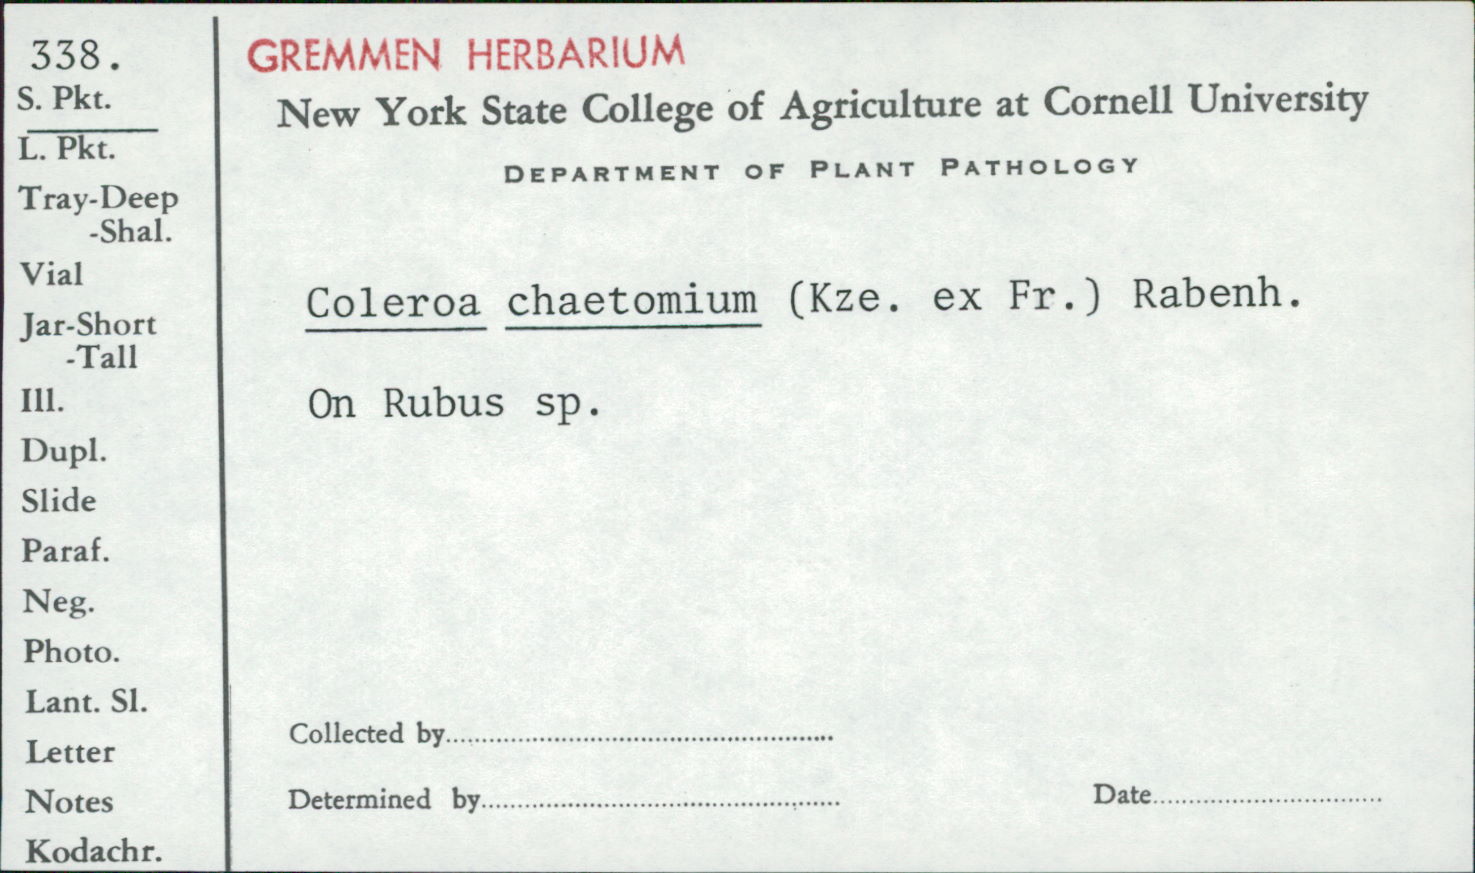 338.
S. Pkt.
L. Pkt.
Tray-Deep
-Shal.
Vial
Jar-Short
-Tall
Ill.
Dupl.
Slide
Paraf.
Neg.
Photo.
Lant. Sl.
Letter
Notes
Kodachr.
GREMMEN HERBARIUM
New York State College of Agriculture at Cornell University
DEPARTMENT OF PLANT PATHOLOGY
Coleroa chaetomium (Kze. ex Fr.) Rabenh.
On Rubus sp.
Collected by
Determined by
Date